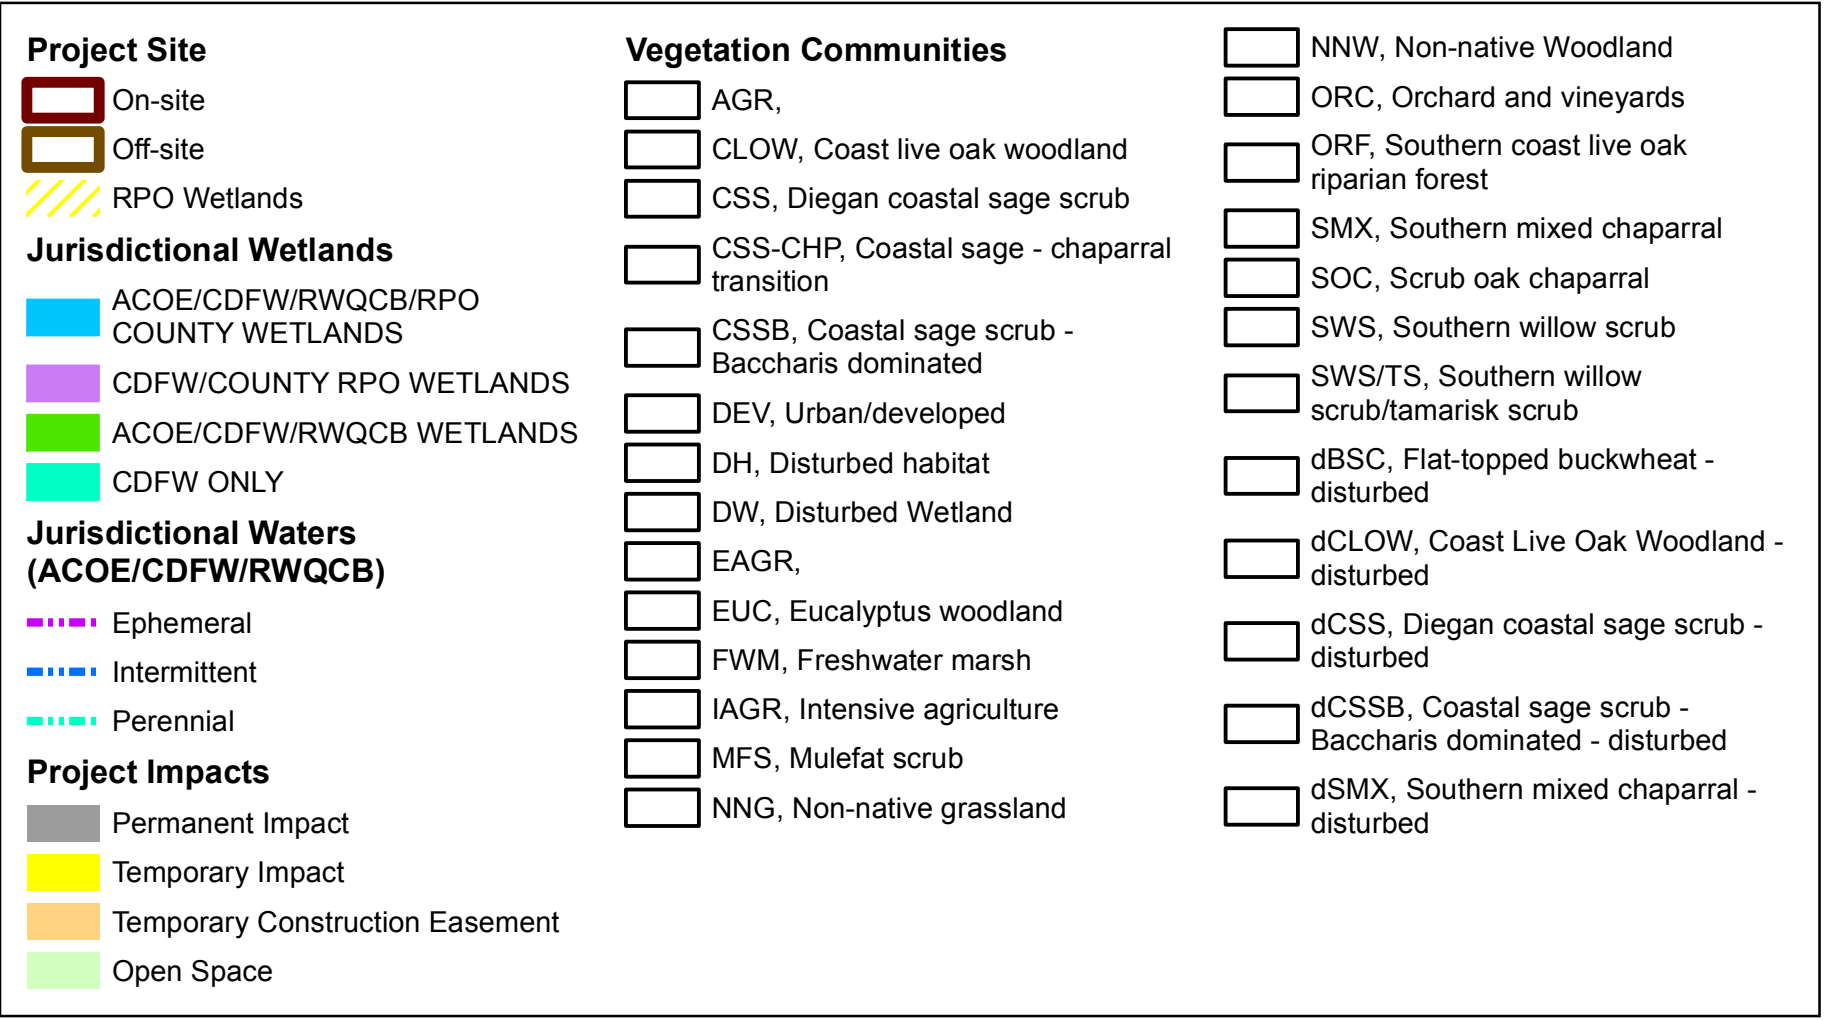 Project Site
On-site
Off-site
RPO Wetlands
Jurisdictional Wetlands
ACOE/CDFW/RWQCB/RPO
COUNTY WETLANDS
CDFW/COUNTY RPO WETLANDS
ACOE/CDFW/RWQCB WETLANDS
CDFW ONLY
Jurisdictional Waters
(ACOE/CDFW/RWQCB)
Ephemeral
Intermittent
Perennial
Project Impacts
Permanent Impact
Temporary Impact
Temporary Construction Easement
Open Space
Vegetation Communities
AGR,
CLOW, Coast live oak woodland
CSS, Diegan coastal sage scrub
CSS-CHP, Coastal sage - chaparral
transition
CSSB, Coastal sage scrub -
Baccharis dominated
DEV, Urban/developed
DH, Disturbed habitat
DW, Disturbed Wetland
EAGR,
EUC, Eucalyptus woodland
FWM, Freshwater marsh
IAGR, Intensive agriculture
MFS, Mulefat scrub
NNG, Non-native grassland
NNW, Non-native Woodland
ORC, Orchard and vineyards
ORF, Southern coast live oak
riparian forest
SMX, Southern mixed chaparral
SOC, Scrub oak chaparral
SWS, Southern willow scrub
SWS/TS, Southern willow
scrub/tamarisk scrub
dBSC, Flat-topped buckwheat -
disturbed
dCLOW, Coast Live Oak Woodland -
disturbed
dCSS, Diegan coastal sage scrub -
disturbed
dCSSB, Coastal sage scrub -
Baccharis dominated - disturbed
dSMX, Southern mixed chaparral -
disturbed